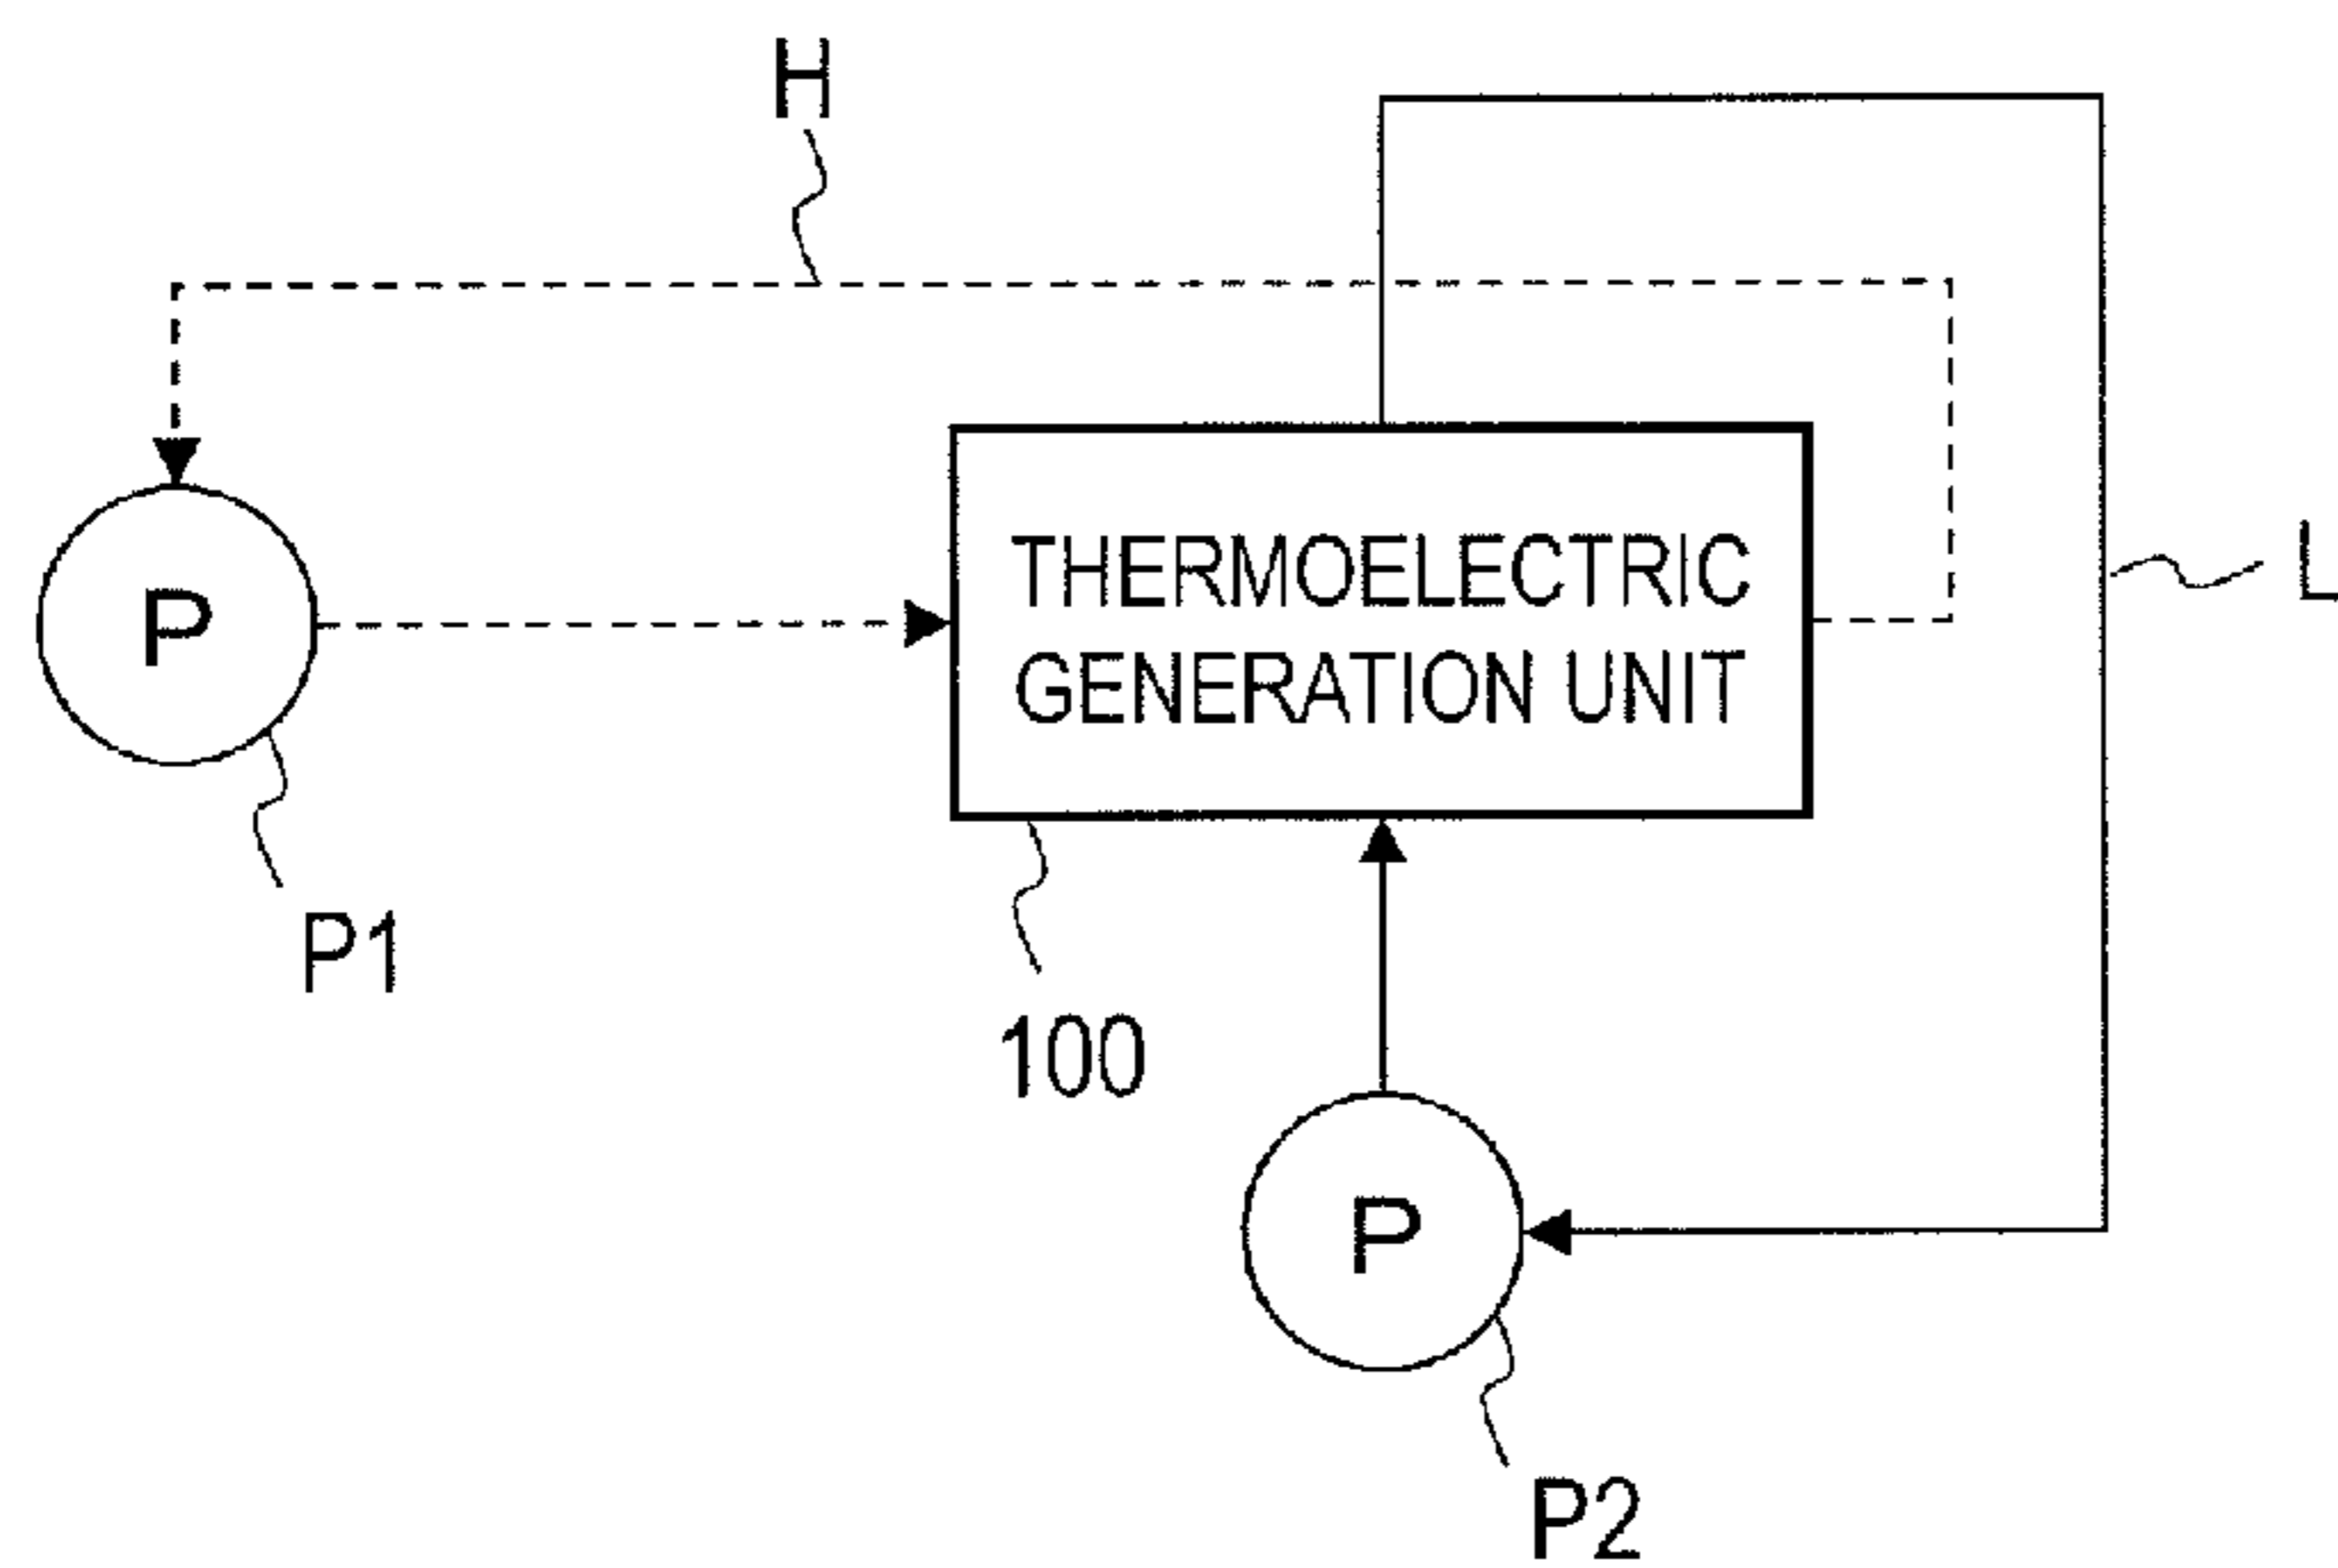 H
THERMOELECTRIC
GENERATION UNIT
L
P
P1
100
P
P2